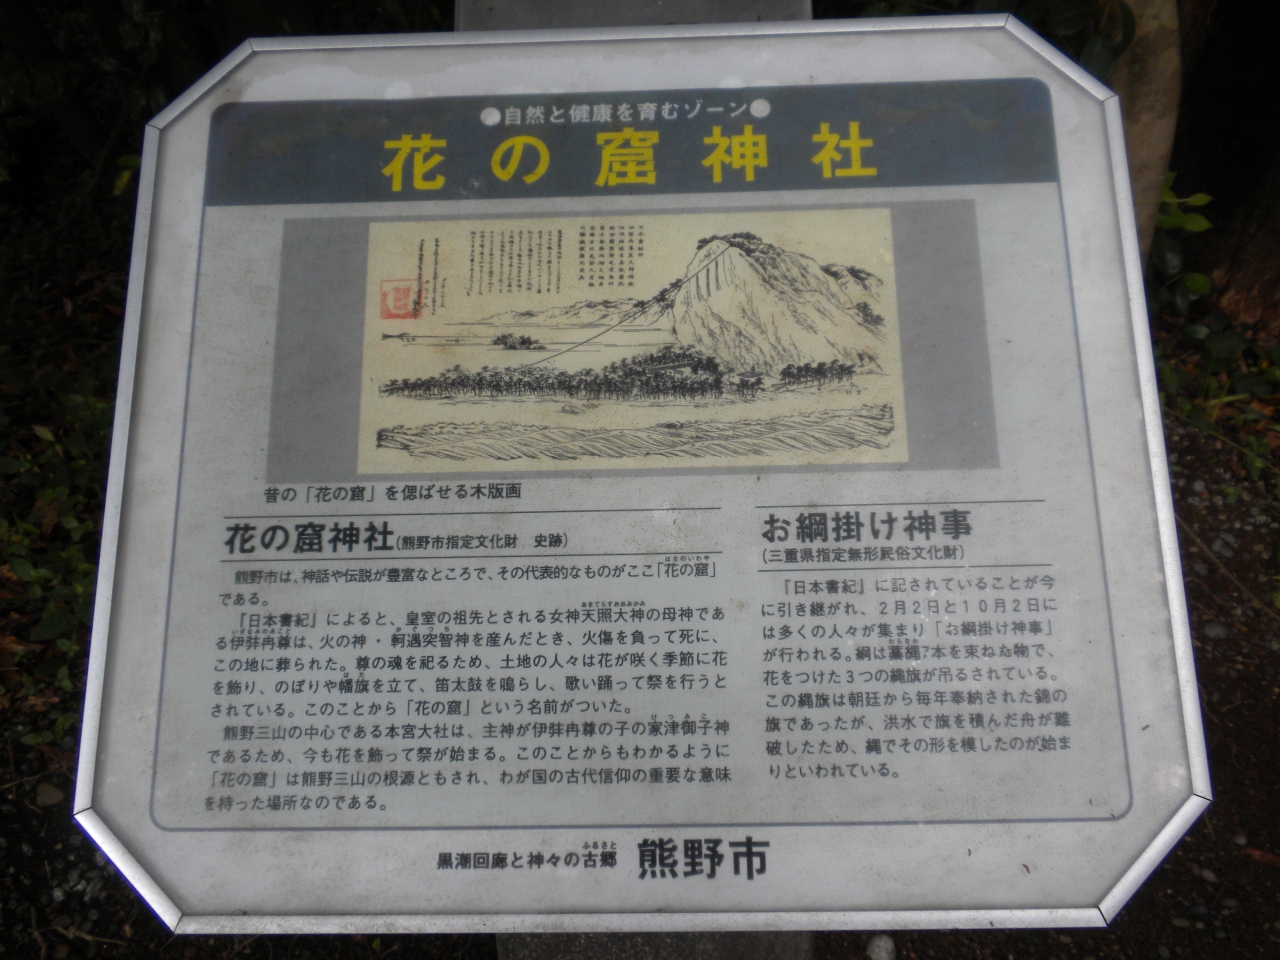 ●自然と健康を育むゾーン●
花の窟神社
昔の「花の窟」を偲ばせる木版画
花の窟神社(熊野市指定文化財 史跡)
熊野市は、神話や伝説が豊富なところで、その代表的なものがここ「花の窟」
である。
『日本書紀』によると、皇室の祖先とされる女神天照大神の母神であ
る伊弉冉尊は、火の神・軻遇突智神を産んだとき、火傷を負って死に、
この地に葬られた。尊の魂を祀るため、土地の人々は花が咲く季節に花
を飾り、のぼりや幡旗を立て、笛太鼓を鳴らし、歌い踊って祭を行うと
されている。このことから「花の窟」という名前がついた。
熊野三山の中心である本宮大社は、主神が伊弉冉尊の子の家津御子神
であるため、今も花を飾って祭が始まる。このことからもわかるように
「花の窟」は熊野三山の根源ともされ、わが国の古代信仰の重要な意味
を持った場所なのである。
お綱掛け神事
(三重県指定無形民俗文化財)
『日本書紀』に記されていることが今
に引き継がれ、2月2日と10月2日に
は多くの人々が集まり「お綱掛け神事」
が行われる。綱は藁縄7本を束ねた物で、
花をつけた3つの縄旗が吊るされている。
この縄旗は朝廷から毎年奉納された錦の
旗であったが、洪水で旗を積んだ舟が難
破したため、縄でその形を模したのが始ま
りといわれている。
黒潮回廊と神々の古郷 熊野市